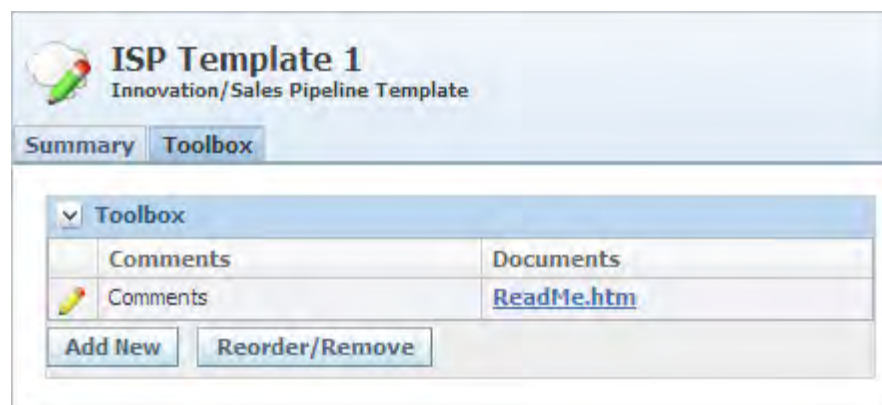 ISP Template 1
Innovation/Sales Pipeline Template
Summary Toolbox
Toolbox
Comments Documents
Comments ReadMe.htm
Add New Reorder/Remove